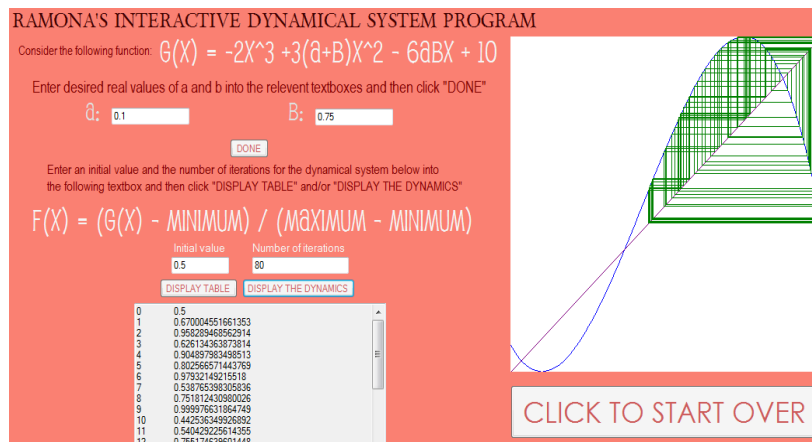 RAMONA'S INTERACTIVE DYNAMICAL SYSTEM PROGRAM
Consider the following function: G(X) = -2X^3 +3(a+B)X^2 - 6aBX + 10
Enter desired real values of a and b into the relevent textboxes and then click "DONE"
a: 0.1 B: 0.75
DONE
Enter an initial value and the number of iterations for the dynamical system below into
the following textbox and then click "DISPLAY TABLE" and/or "DISPLAY THE DYNAMICS"
F(X) = (G(X) - MINIMUM) / (MAXIMUM - MINIMUM)
Initial value Number of iterations
0.5 80
DISPLAY TABLE DISPLAY THE DYNAMICS
0 0.5
1 0.670004551661353
2 0.958289468562914
3 0.626134363873814
4 0.904897983498513
5 0.802566571443769
6 0.97932149215518
7 0.538765398305836
8 0.751812430980026
9 0.999976631864749
10 0.442536349926892
11 0.540429225614355
12 0.755174529601448
CLICK TO START OVER